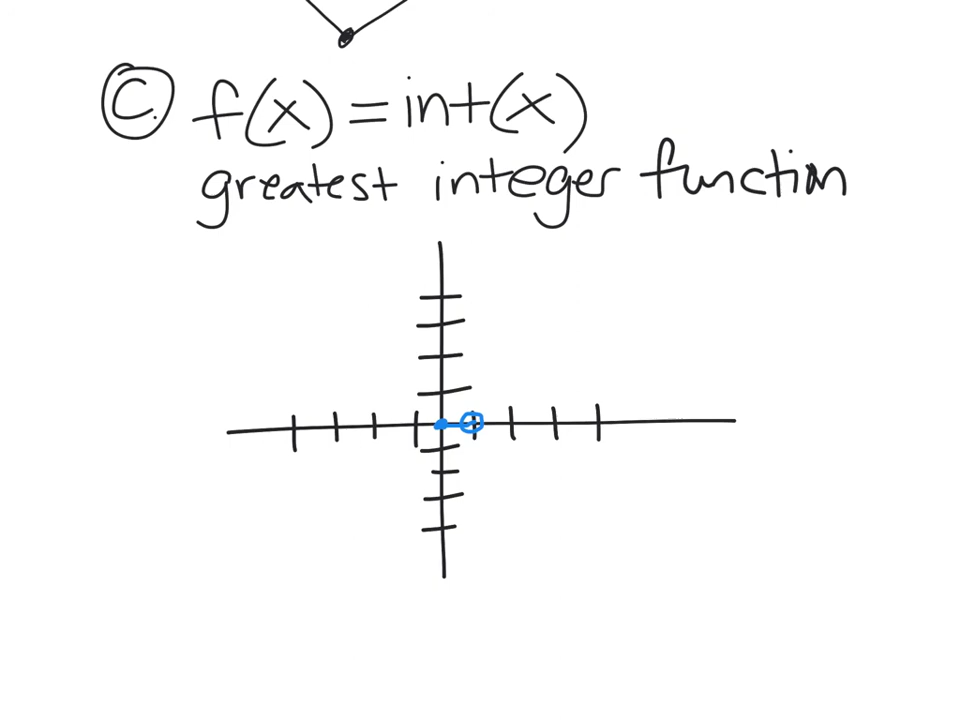 C. f(x) = int(x)
greatest integer function